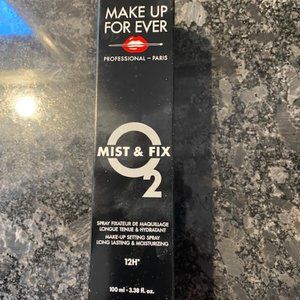 MAKE UP
FOR EVER
PROFESSIONAL – PARIS
O2
MIST & FIX
SPRAY FIXATEUR DE MAQUILLAGE
LONGUE TENUE & HYDRATANT
MAKE-UP SETTING SPRAY
LONG LASTING & MOISTURIZING
12H*
100 ml - 3.38 fl. oz.